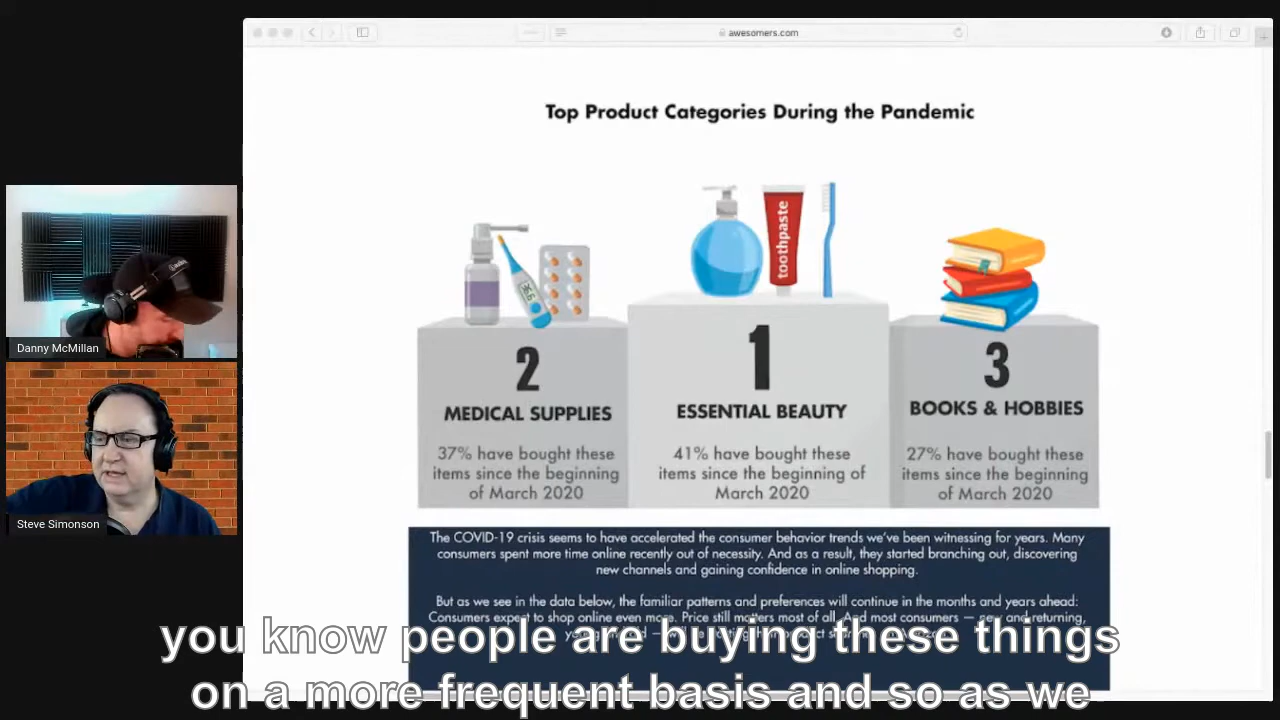 awesomers.com
Top Product Categories During the Pandemic
toothpaste
36,6
2
MEDICAL SUPPLIES
37% have bought these
items since the beginning
of March 2020
1
ESSENTIAL BEAUTY
41% have bought these
items since the beginning of
March 2020
3
BOOKS & HOBBIES
27% have bought these
items since the beginning
of March 2020
Danny McMillan
Steve Simonson
The COVID-19 crisis seems to have accelerated the consumer behavior trends we've been witnessing for years. Many
consumers spent more time online recently out of necessity. And as a result, they started branching out, discovering
new channels and gaining confidence in online shopping.
But as we see in the data below, the familiar patterns and preferences will continue in the months and years ahead:
Consumers expect to shop online even more. Price still matters most of all. And most consumers — new and returning,
you know people are buying these things
on a more frequent basis and so as we